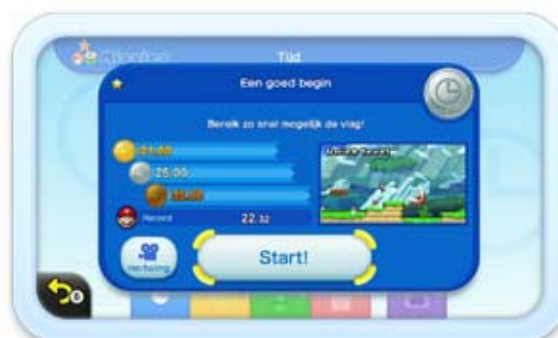 Tijd
Een goed begin
Bereik zo snel mogelijk de vlag!
25.00
Record 22.32
Herhaling
Start!
B